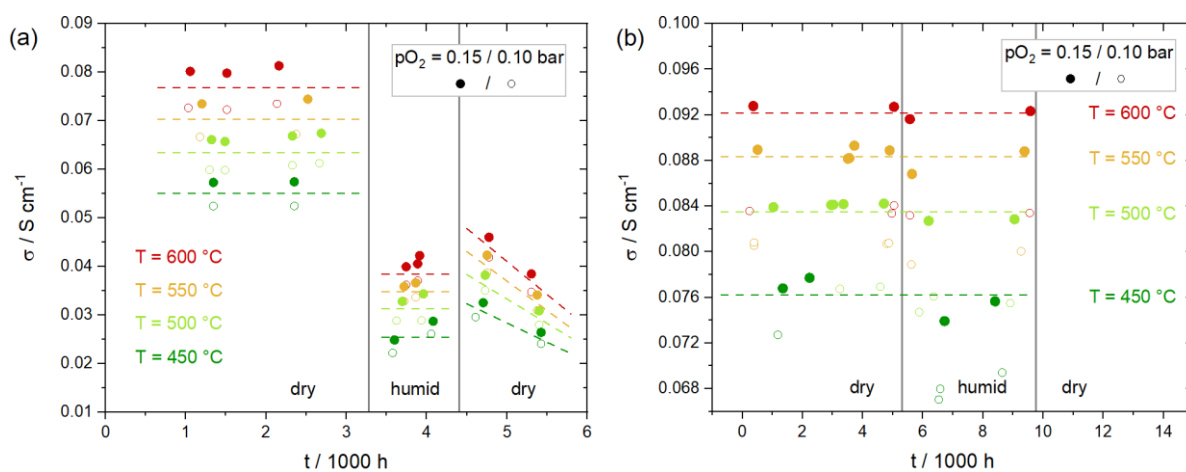 (a)
0.09
0.08
0.07
0.06
0.05
0.04
0.03
0.02
0.01
σ / S cm⁻¹
pO₂ = 0.15 / 0.10 bar
/
T = 600 °C
T = 550 °C
T = 500 °C
T = 450 °C
dry
humid
dry
0
1
2
3
4
5
6
t / 1000 h
(b)
0.100
0.096
0.092
0.088
0.084
0.080
0.076
0.072
0.068
σ / S cm⁻¹
pO₂ = 0.15 / 0.10 bar
/
T = 600 °C
T = 550 °C
T = 500 °C
T = 450 °C
dry
humid
dry
0
2
4
6
8
10
12
14
t / 1000 h